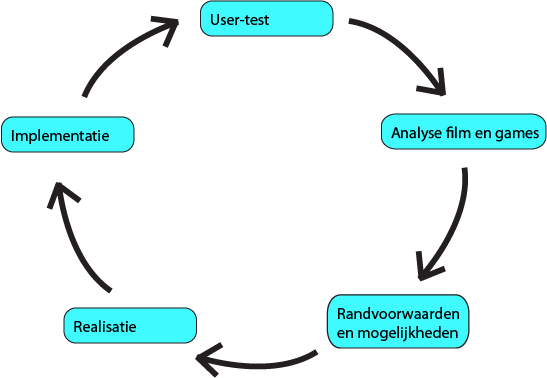 User-test
Analyse film en games
Randvoorwaarden
en mogelijkheden
Realisatie
Implementatie